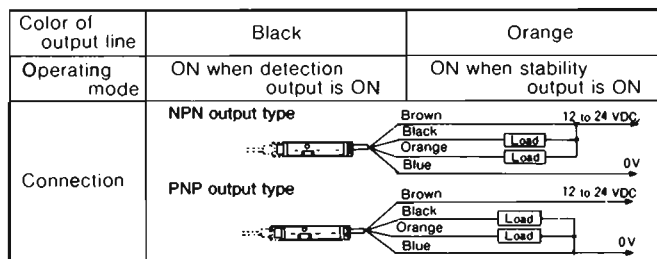 Color of output line
Black
Orange
Operating mode
ON when detection output is ON
ON when stability output is ON
Connection
NPN output type
Brown
12 to 24 VDC
Black
Load
Orange
Load
Blue
0V
PNP output type
Brown
12 to 24 VDC
Black
Load
Orange
Load
Blue
0V